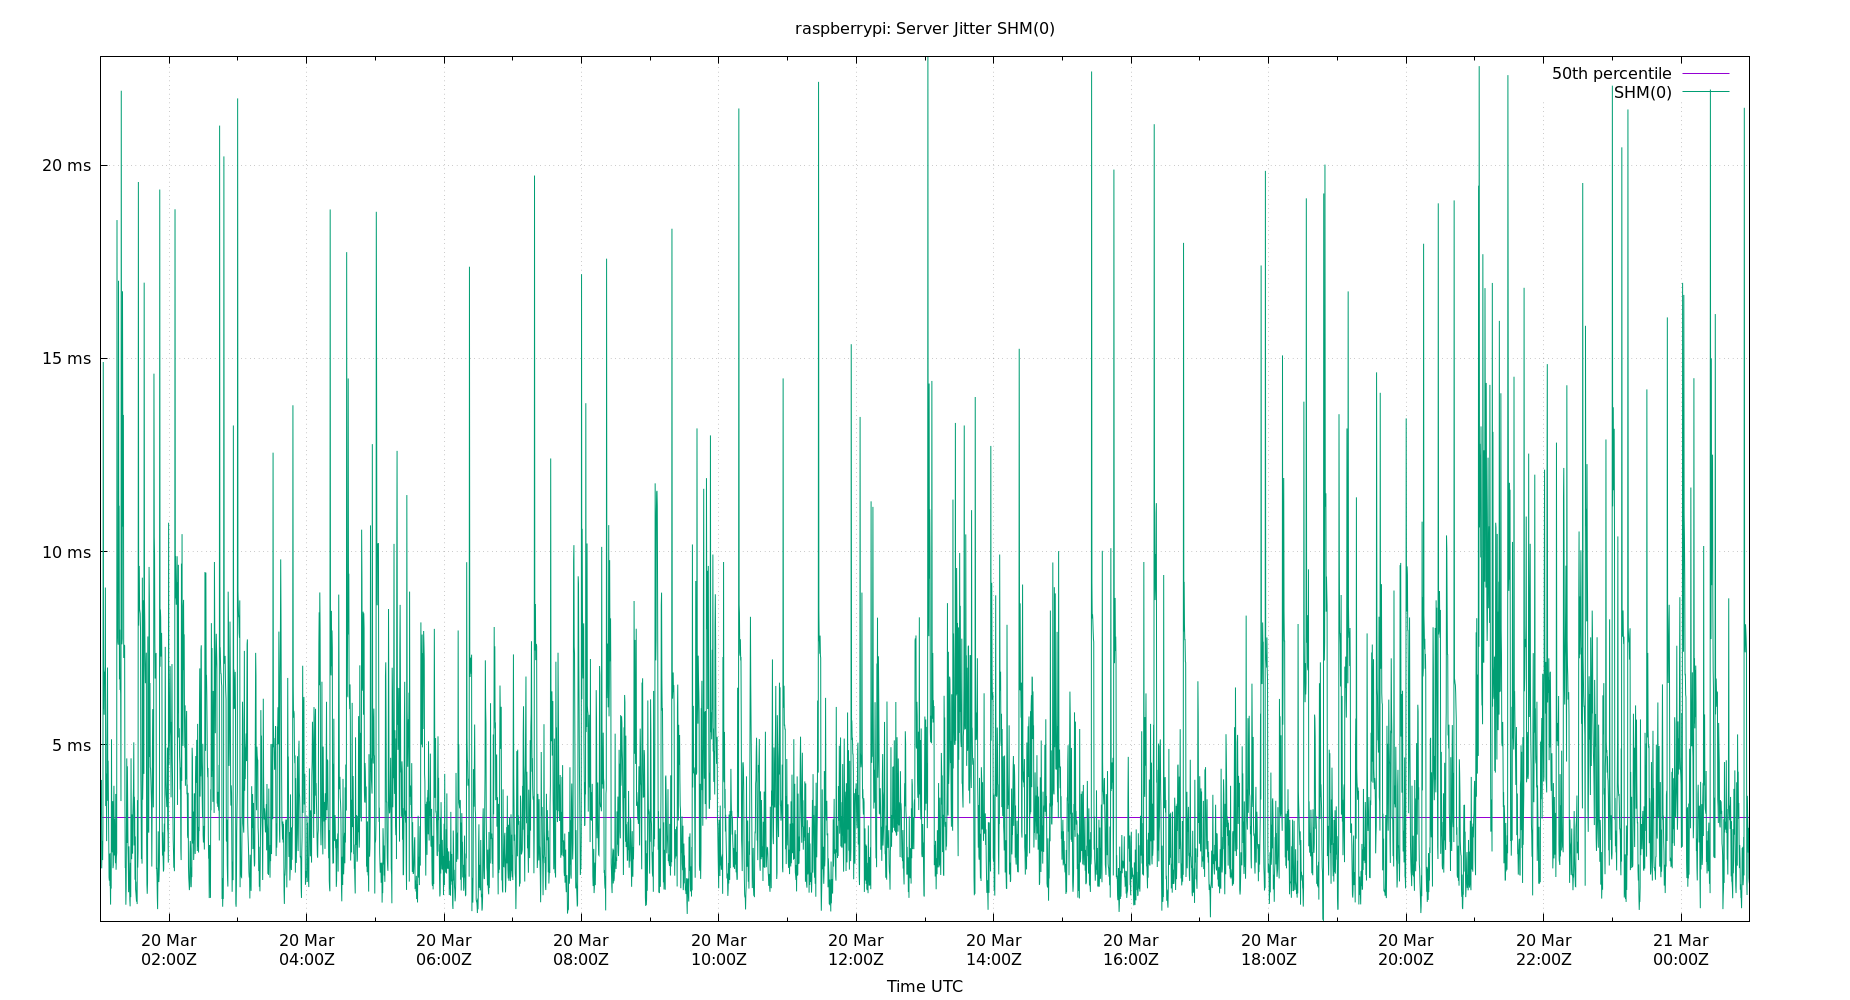 raspberrypi: Server Jitter SHM(0)
50th percentile
SHM(0)
20 ms
15 ms
10 ms
5 ms
20 Mar 20 Mar 20 Mar 20 Mar 20 Mar 20 Mar 20 Mar 20 Mar 20 Mar 20 Mar 20 Mar 21 Mar
02:00Z 04:00Z 06:00Z 08:00Z 10:00Z 12:00Z 14:00Z 16:00Z 18:00Z 20:00Z 22:00Z 00:00Z
Time UTC